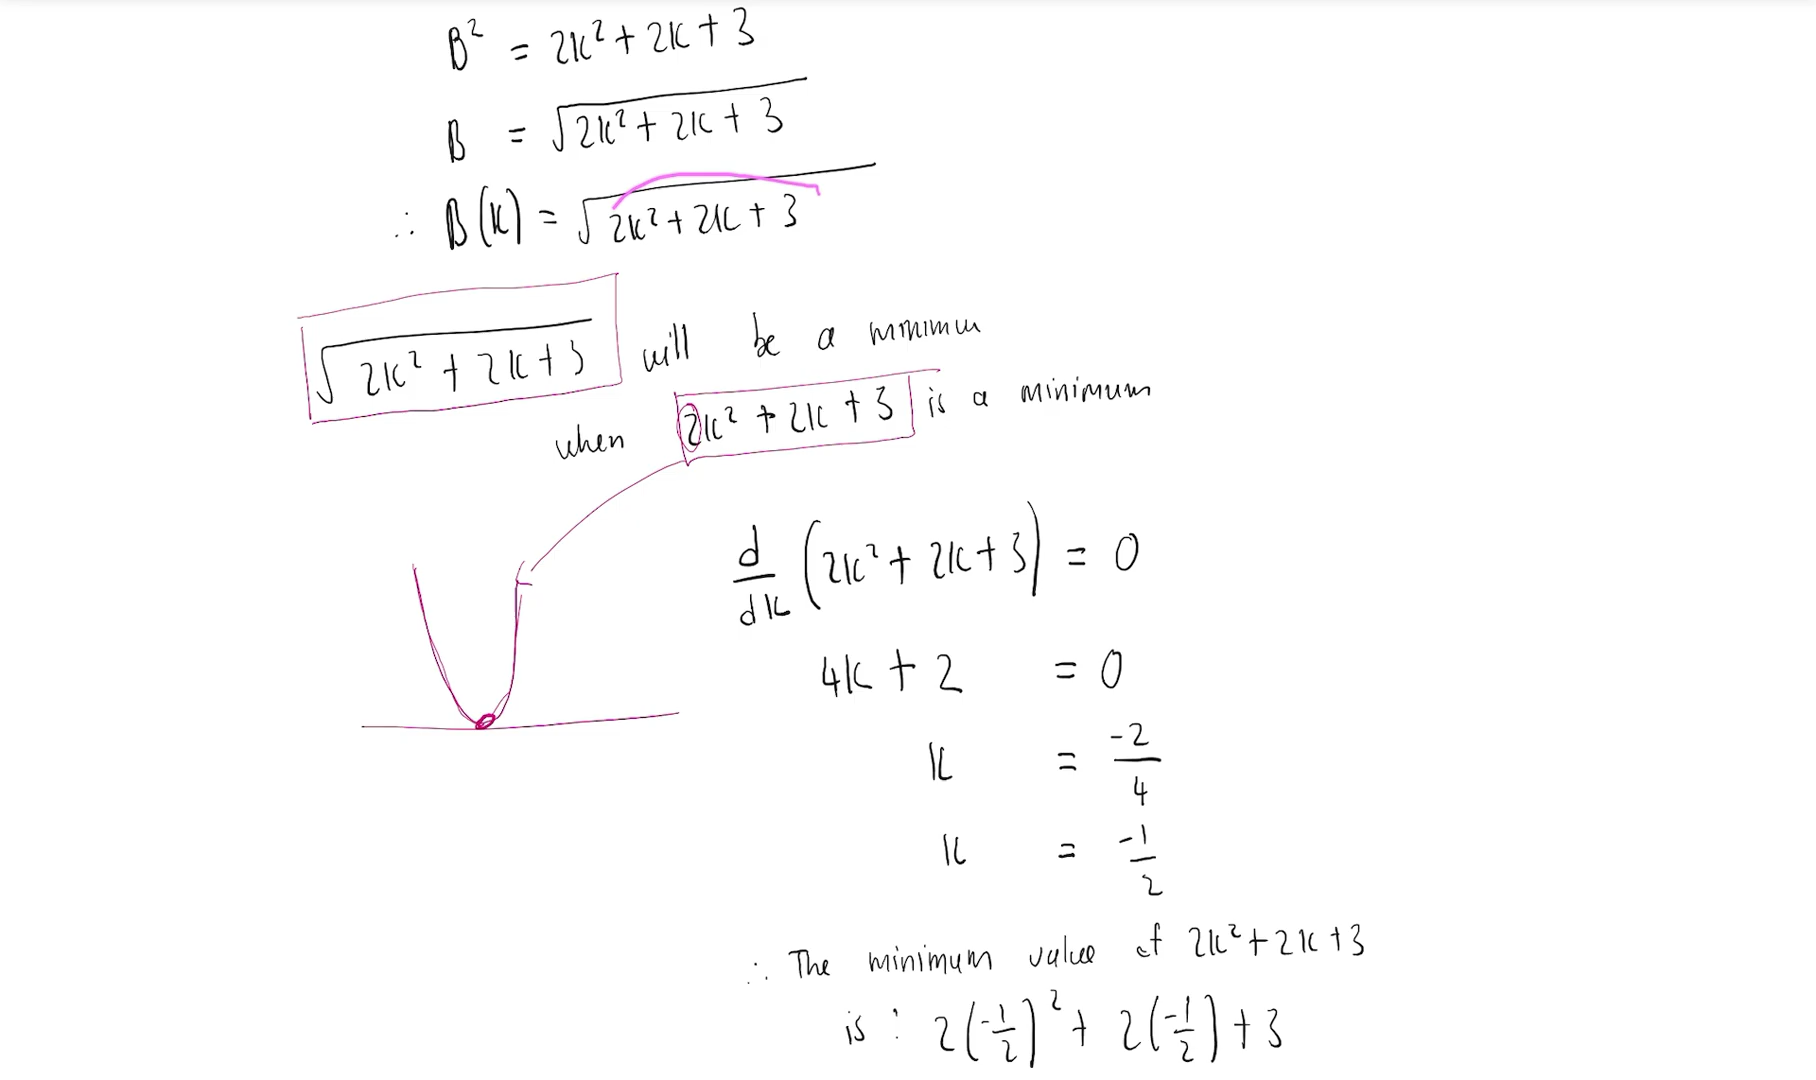 B² = 2k² + 2k + 3
B = √(2k² + 2k + 3)
∴ B(k) = √(2k² + 2k + 3)
√(2k² + 2k + 3) will be a minimu
when 2k² + 2k + 3 is a minimum
d/dk (2k² + 2k + 3) = 0
4k + 2 = 0
k = -2/4
k = -1/2
∴ The minimum value of 2k² + 2k + 3
is : 2(-1/2)² + 2(-1/2) + 3